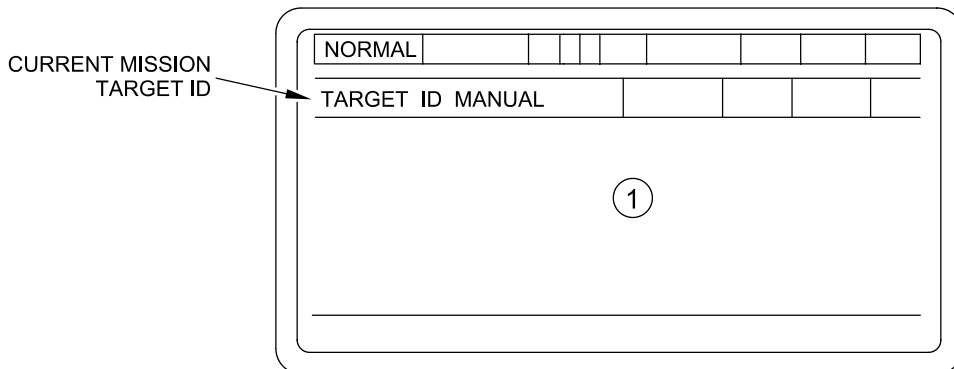 NORMAL
CURRENT MISSION
TARGET ID
TARGET ID MANUAL
1